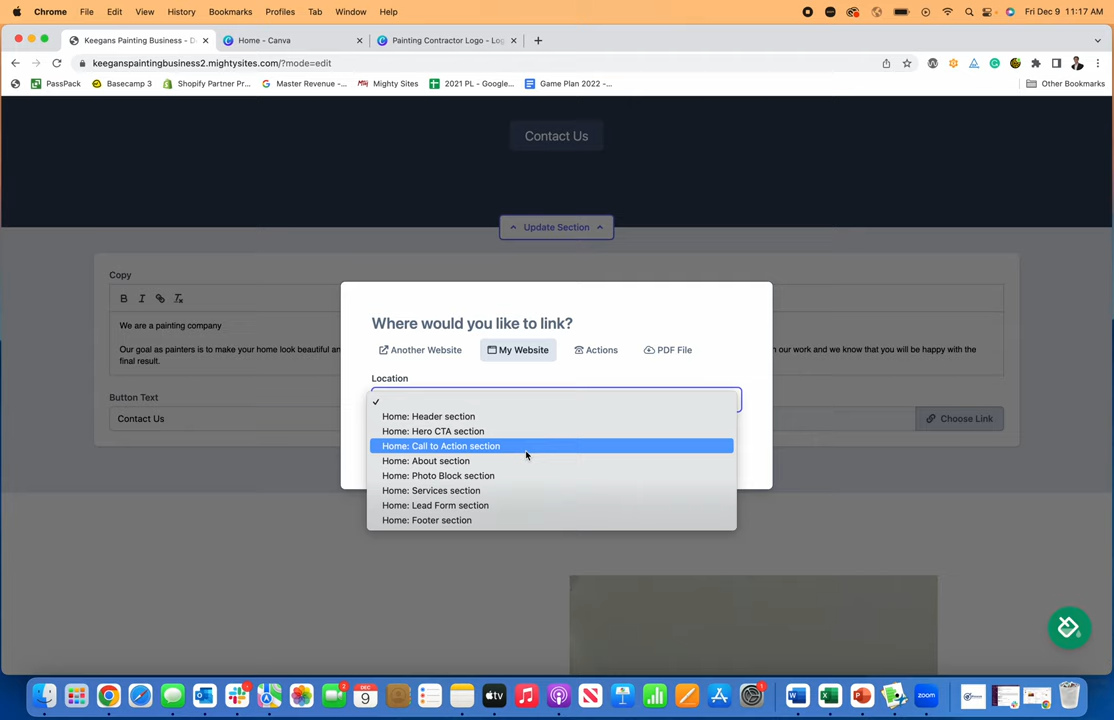 Chrome File Edit View History Bookmarks Profiles Tab Window Help Fri Dec 9 11:17 AM
Keegans Painting Business - D Home - Canva Painting Contractor Logo - Log
keeganspaintingbusiness2.mightysites.com/?mode=edit
PassPack Basecamp 3 Shopify Partner Pr... Master Revenue -... Mighty Sites 2021 PL - Google... Game Plan 2022 -... Other Bookmarks
Contact Us
Update Section
Copy
We are a painting company
Our goal as painters is to make your home look beautiful an
n our work and we know that you will be happy with the
final result.
Button Text
Contact Us
Choose Link
Where would you like to link?
Another Website My Website Actions PDF File
Location
Home: Header section
Home: Hero CTA section
Home: Call to Action section
Home: About section
Home: Photo Block section
Home: Services section
Home: Lead Form section
Home: Footer section
DEC
9
zoom